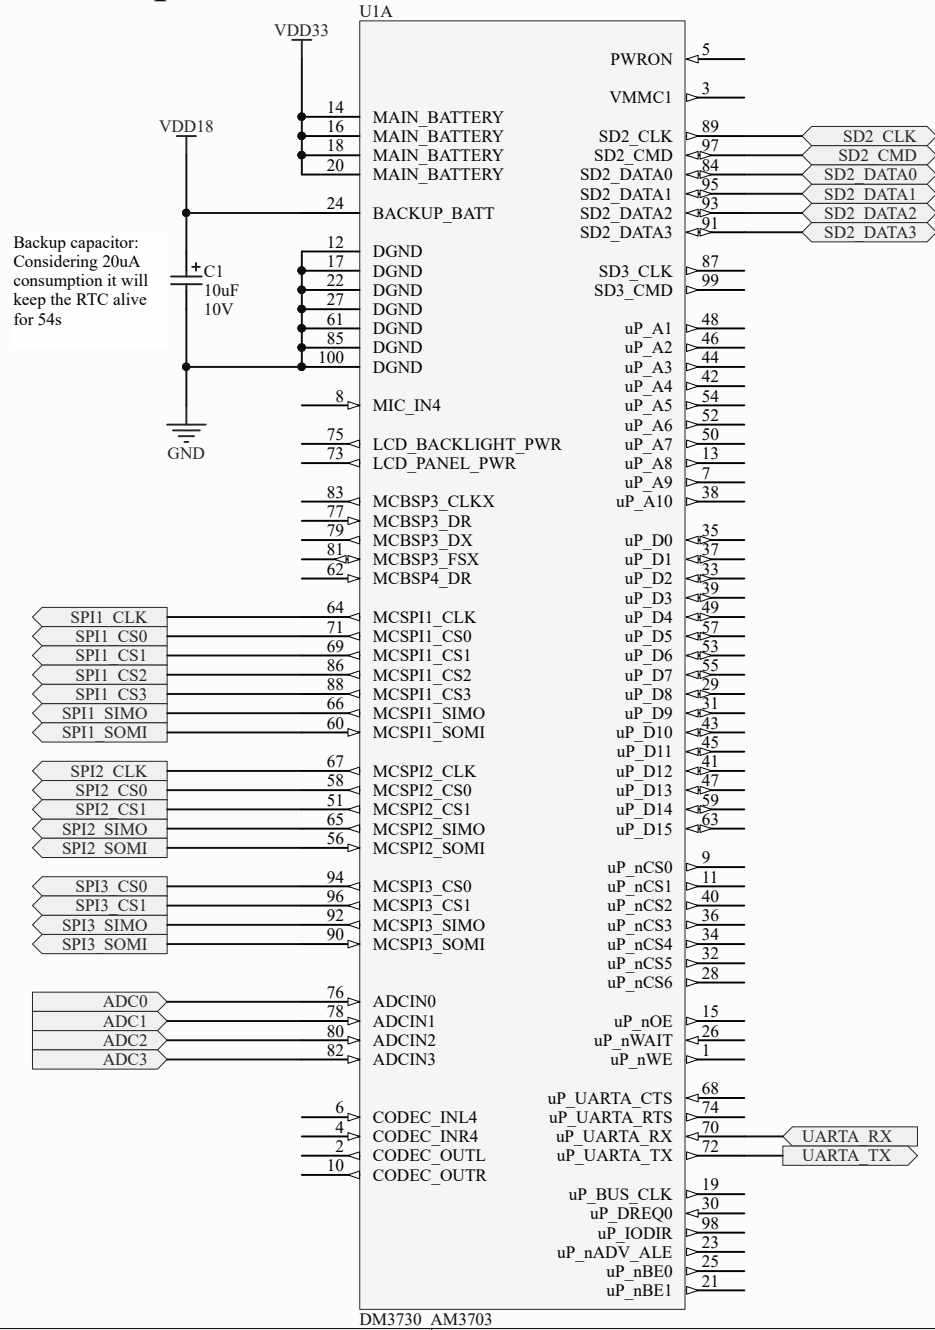 U1A
VDD33
VDD18
Backup capacitor:
Considering 20uA
consumption it will
keep the RTC alive
for 54s
C1
10uF
10V
GND
14 MAIN_BATTERY
16 MAIN_BATTERY
18 MAIN_BATTERY
20 MAIN_BATTERY
24 BACKUP_BATT
12 DGND
17 DGND
22 DGND
27 DGND
61 DGND
85 DGND
100 DGND
8 MIC_IN4
75 LCD_BACKLIGHT_PWR
73 LCD_PANEL_PWR
83 MCBSP3_CLKX
77 MCBSP3_DR
79 MCBSP3_DX
81 MCBSP3_FSX
62 MCBSP4_DR
SPI1_CLK 64 MCSPI1_CLK
SPI1_CS0 71 MCSPI1_CS0
SPI1_CS1 69 MCSPI1_CS1
SPI1_CS2 86 MCSPI1_CS2
SPI1_CS3 88 MCSPI1_CS3
SPI1_SIMO 66 MCSPI1_SIMO
SPI1_SOMI 60 MCSPI1_SOMI
SPI2_CLK 67 MCSPI2_CLK
SPI2_CS0 58 MCSPI2_CS0
SPI2_CS1 51 MCSPI2_CS1
SPI2_SIMO 65 MCSPI2_SIMO
SPI2_SOMI 56 MCSPI2_SOMI
SPI3_CS0 94 MCSPI3_CS0
SPI3_CS1 96 MCSPI3_CS1
SPI3_SIMO 92 MCSPI3_SIMO
SPI3_SOMI 90 MCSPI3_SOMI
ADC0 76 ADCIN0
ADC1 78 ADCIN1
ADC2 80 ADCIN2
ADC3 82 ADCIN3
6 CODEC_INL4
4 CODEC_INR4
2 CODEC_OUTL
10 CODEC_OUTR
PWRON 5
VMMC1 3
SD2_CLK 89 SD2_CLK
SD2_CMD 97 SD2_CMD
SD2_DATA0 84 SD2_DATA0
SD2_DATA1 95 SD2_DATA1
SD2_DATA2 93 SD2_DATA2
SD2_DATA3 91 SD2_DATA3
SD3_CLK 87
SD3_CMD 99
uP_A1 48
uP_A2 46
uP_A3 44
uP_A4 42
uP_A5 54
uP_A6 52
uP_A7 50
uP_A8 13
uP_A9 7
uP_A10 38
uP_D0 35
uP_D1 37
uP_D2 33
uP_D3 39
uP_D4 49
uP_D5 57
uP_D6 53
uP_D7 55
uP_D8 29
uP_D9 31
uP_D10 43
uP_D11 45
uP_D12 41
uP_D13 47
uP_D14 59
uP_D15 63
uP_nCS0 9
uP_nCS1 11
uP_nCS2 40
uP_nCS3 36
uP_nCS4 34
uP_nCS5 32
uP_nCS6 28
uP_nOE 15
uP_nWAIT 26
uP_nWE 1
uP_UARTA_CTS 68
uP_UARTA_RTS 74
uP_UARTA_RX 70 UARTA_RX
uP_UARTA_TX 72 UARTA_TX
uP_BUS_CLK 19
uP_DREQ0 30
uP_IODIR 98
uP_nADV_ALE 23
uP_nBE0 25
uP_nBE1 21
DM3730_AM3703